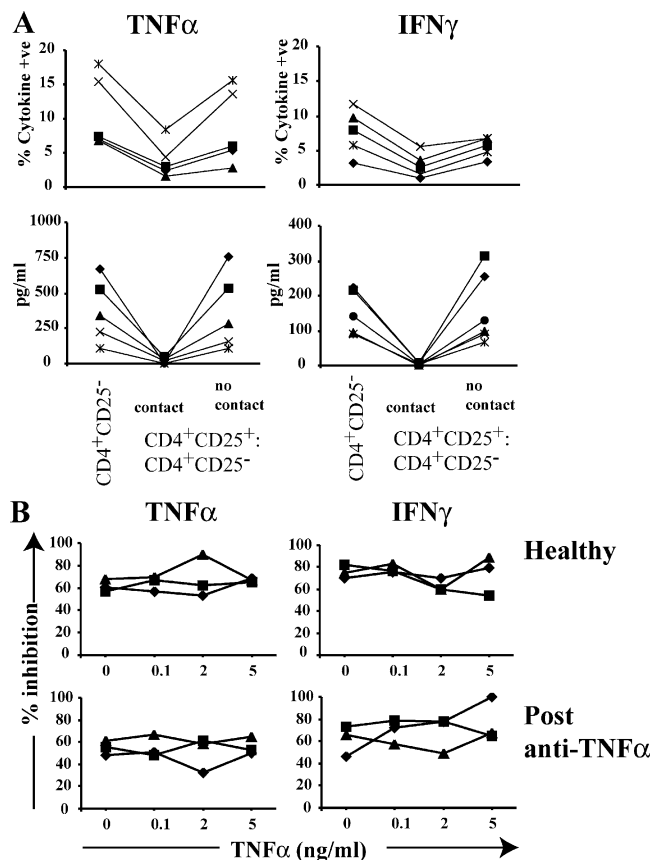 A
TNFα
IFNγ
% Cytokine +ve
20
15
10
5
0
% Cytokine +ve
20
15
10
5
0
pg/ml
1000
750
500
250
0
pg/ml
400
300
200
100
0
CD4+CD25-
contact
no contact
CD4+CD25+:
CD4+CD25-
CD4+CD25-
contact
no contact
CD4+CD25+:
CD4+CD25-
B
TNFα
IFNγ
% inhibition
100
80
60
40
20
0
0 0.1 2 5
100
80
60
40
20
0
0 0.1 2 5
Healthy
100
80
60
40
20
0
0 0.1 2 5
100
80
60
40
20
0
0 0.1 2 5
Post
anti-TNFα
TNFα (ng/ml)